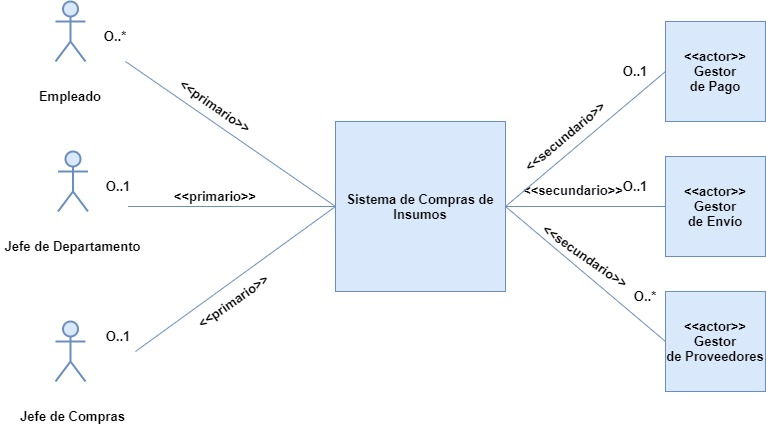 O..*
<<primario>>
Empleado
O..1
<<primario>>
Jefe de Departamento
O..1
<<primario>>
Jefe de Compras
Sistema de Compras de
Insumos
O..1
<<secundario>>
<<actor>>
Gestor
de Pago
<<secundario>>
O..1
<<actor>>
Gestor
de Envío
<<secundario>>
O..*
<<actor>>
Gestor
de Proveedores